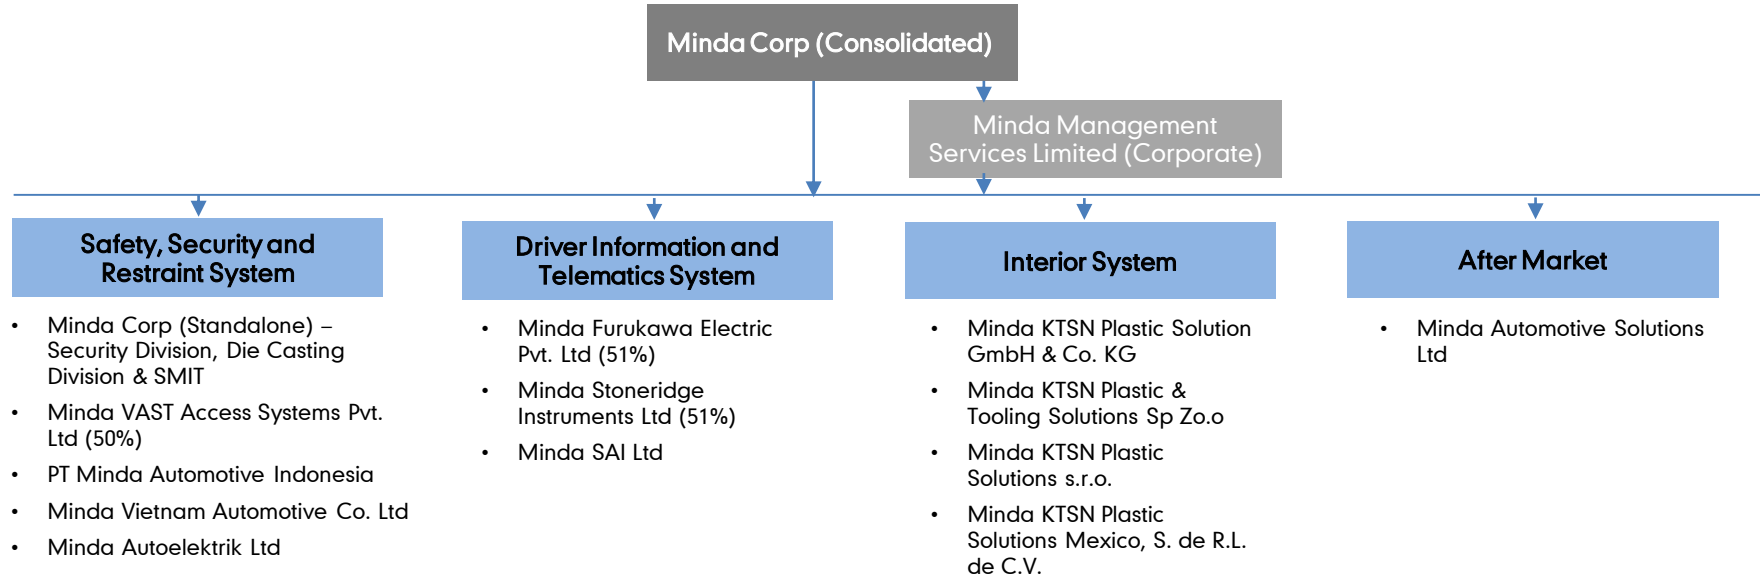 Minda Corp (Consolidated)
Minda Management
Services Limited (Corporate)
Safety, Security and
Restraint System
• Minda Corp (Standalone) –
Security Division, Die Casting
Division & SMIT
• Minda VAST Access Systems Pvt.
Ltd (50%)
• PT Minda Automotive Indonesia
• Minda Vietnam Automotive Co. Ltd
• Minda Autoelektrik Ltd
Driver Information and
Telematics System
• Minda Furukawa Electric
Pvt. Ltd (51%)
• Minda Stoneridge
Instruments Ltd (51%)
• Minda SAI Ltd
Interior System
• Minda KTSN Plastic Solution
GmbH & Co. KG
• Minda KTSN Plastic &
Tooling Solutions Sp Zo.o
• Minda KTSN Plastic
Solutions s.r.o.
• Minda KTSN Plastic
Solutions Mexico, S. de R.L.
de C.V.
After Market
• Minda Automotive Solutions
Ltd